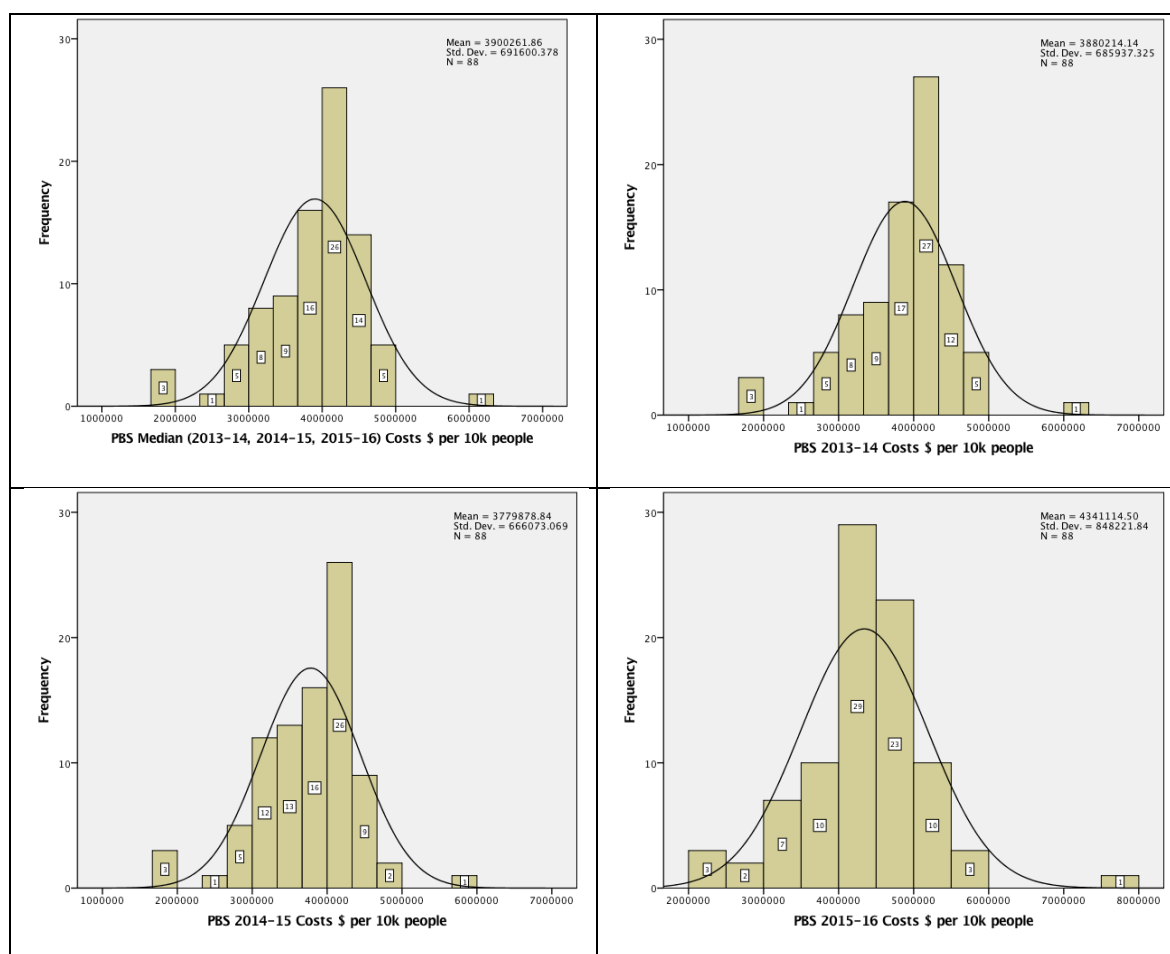 Mean = 3900261.86
Std. Dev. = 691600.378
N = 88
30
20
10
0
Frequency
3
1
5
8
9
16
26
14
5
1
1000000 2000000 3000000 4000000 5000000 6000000 7000000
PBS Median (2013-14, 2014-15, 2015-16) Costs $ per 10k people
Mean = 3880214.14
Std. Dev. = 685937.325
N = 88
30
20
10
0
Frequency
3
1
5
8
9
17
27
12
5
1
1000000 2000000 3000000 4000000 5000000 6000000 7000000
PBS 2013-14 Costs $ per 10k people
Mean = 3779878.84
Std. Dev. = 666073.069
N = 88
30
20
10
0
Frequency
3
1
5
12
13
16
26
9
2
1
1000000 2000000 3000000 4000000 5000000 6000000 7000000
PBS 2014-15 Costs $ per 10k people
Mean = 4341114.50
Std. Dev. = 848221.84
N = 88
30
20
10
0
Frequency
3
2
7
10
29
23
10
3
1
2000000 3000000 4000000 5000000 6000000 7000000 8000000
PBS 2015-16 Costs $ per 10k people